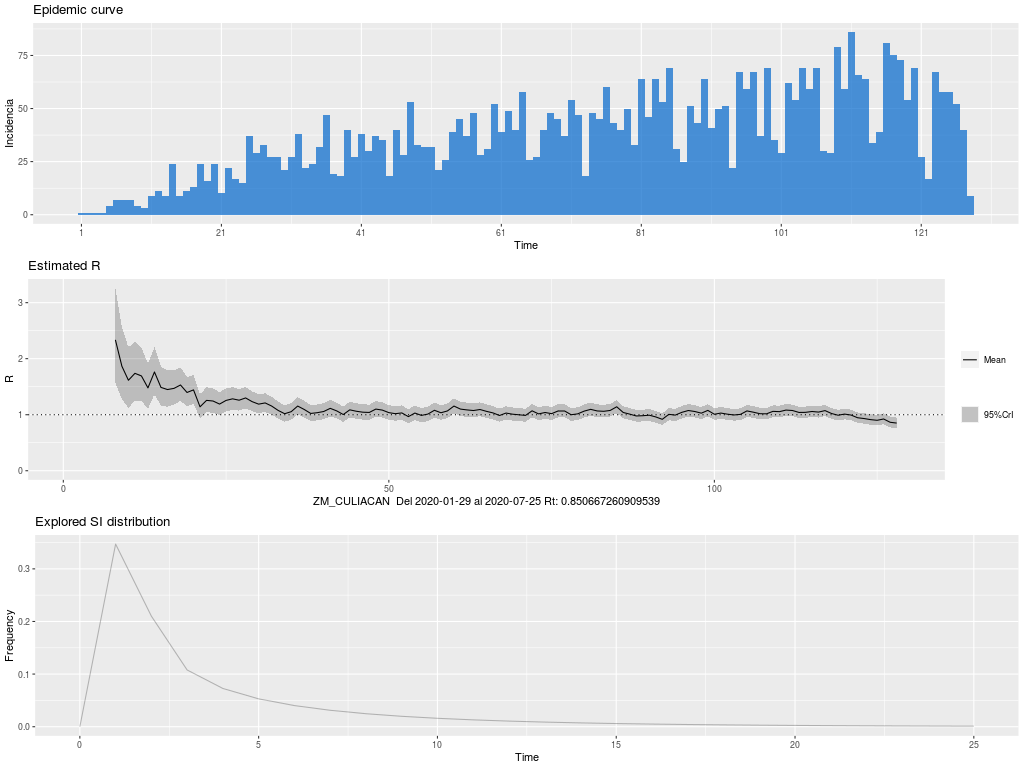 Epidemic curve
75
50
25
0
Incidencia
1 21 41 61 81 101 121
Time
Estimated R
3
2
1
0
R
Mean
95%CrI
0 50 100
ZM_CULIACAN Del 2020-01-29 al 2020-07-25 Rt: 0.850667260909539
Explored SI distribution
0.3
0.2
0.1
0.0
Frequency
0 5 10 15 20 25
Time